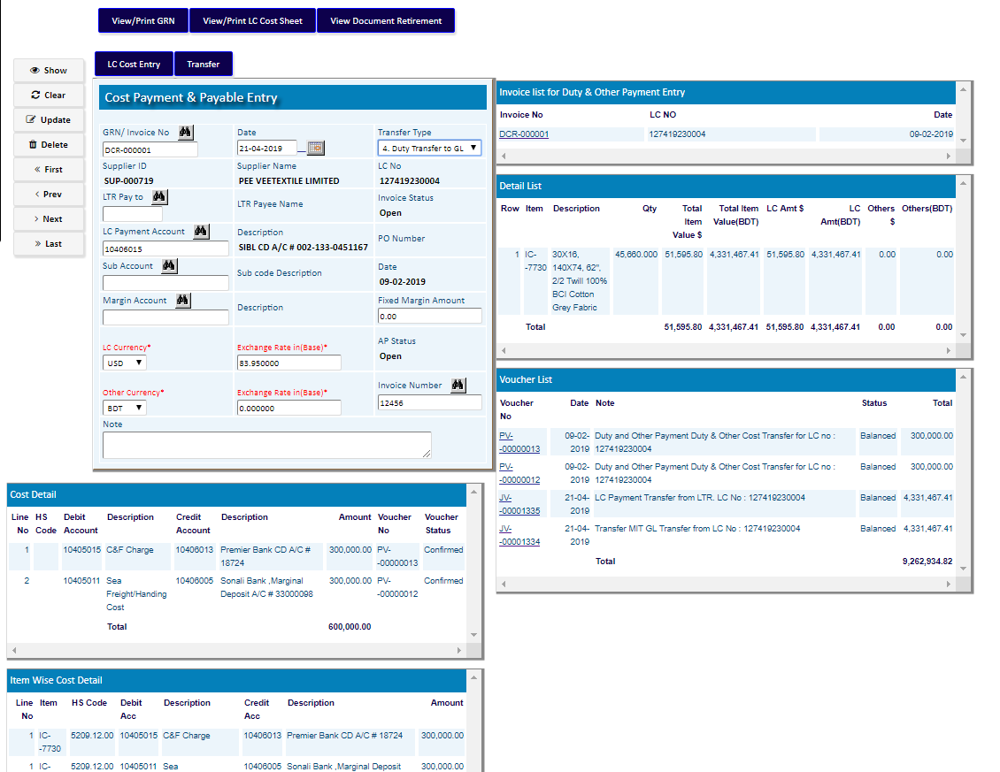 View/Print GRN View/Print LC Cost Sheet View Document Retirement
LC Cost Entry Transfer
Show
Clear
Update
Delete
« First
‹ Prev
› Next
» Last
Cost Payment & Payable Entry
GRN/ Invoice No Date Transfer Type
DCR-000001 21-04-2019 4. Duty Transfer to GL
Supplier ID Supplier Name LC No
SUP-000719 PEE VEETEXTILE LIMITED 127419230004
LTR Pay to LTR Payee Name Invoice Status
Open
LC Payment Account Description PO Number
10406015 SIBL CD A/C # 002-133-0451167
Sub Account Sub code Description Date
09-02-2019
Margin Account Description Fixed Margin Amount
0.00
LC Currency* Exchange Rate in(Base)* AP Status
USD 83.950000 Open
Other Currency* Exchange Rate in(Base)* Invoice Number
BDT 0.000000 12456
Note
Invoice list for Duty & Other Payment Entry
Invoice No LC NO Date
DCR-000001 127419230004 09-02-2019
Detail List
Row Item Description Qty Total LC Amt $ LC Others Others(BDT)
Item Total Item Value(BDT) Amt(BDT) $
Value $
1 IC- 30X16, 45,660.000 51,595.80 4,331,467.41 51,595.80 4,331,467.41 0.00 0.00
-7730 140X74, 62",
2/2 Twill 100%
BCI Cotton
Grey Fabric
Total 51,595.80 4,331,467.41 51,595.80 4,331,467.41 0.00 0.00
Voucher List
Voucher Date Note Status Total
No
PV- 09-02- Duty and Other Payment Duty & Other Cost Transfer for LC no : Balanced 300,000.00
-00000013 2019 127419230004
PV- 09-02- Duty and Other Payment Duty & Other Cost Transfer for LC no : Balanced 300,000.00
-00000012 2019 127419230004
JV- 21-04- LC Payment Transfer from LTR. LC No : 127419230004 Balanced 4,331,467.41
-00001335 2019
JV- 21-04- Transfer MIT GL Transfer from LC No : 127419230004 Balanced 4,331,467.41
-00001334 2019
Total 9,262,934.82
Cost Detail
Line HS Debit Description Credit Description Amount Voucher Voucher
No Code Account Account No Status
1 10405015 C&F Charge 10406013 Premier Bank CD A/C # 300,000.00 PV- Confirmed
18724 -00000013
2 10405011 Sea 10406005 Sonali Bank ,Marginal 300,000.00 PV- Confirmed
Freight/Handing Deposit A/C # 33000098 -00000012
Cost
Total 600,000.00
Item Wise Cost Detail
Line Item HS Code Debit Description Credit Description Amount
No Acc Acc
1 IC- 5209.12.00 10405015 C&F Charge 10406013 Premier Bank CD A/C # 18724 300,000.00
-7730
1 IC- 5209.12.00 10405011 Sea 10406005 Sonali Bank ,Marginal Deposit 300,000.00